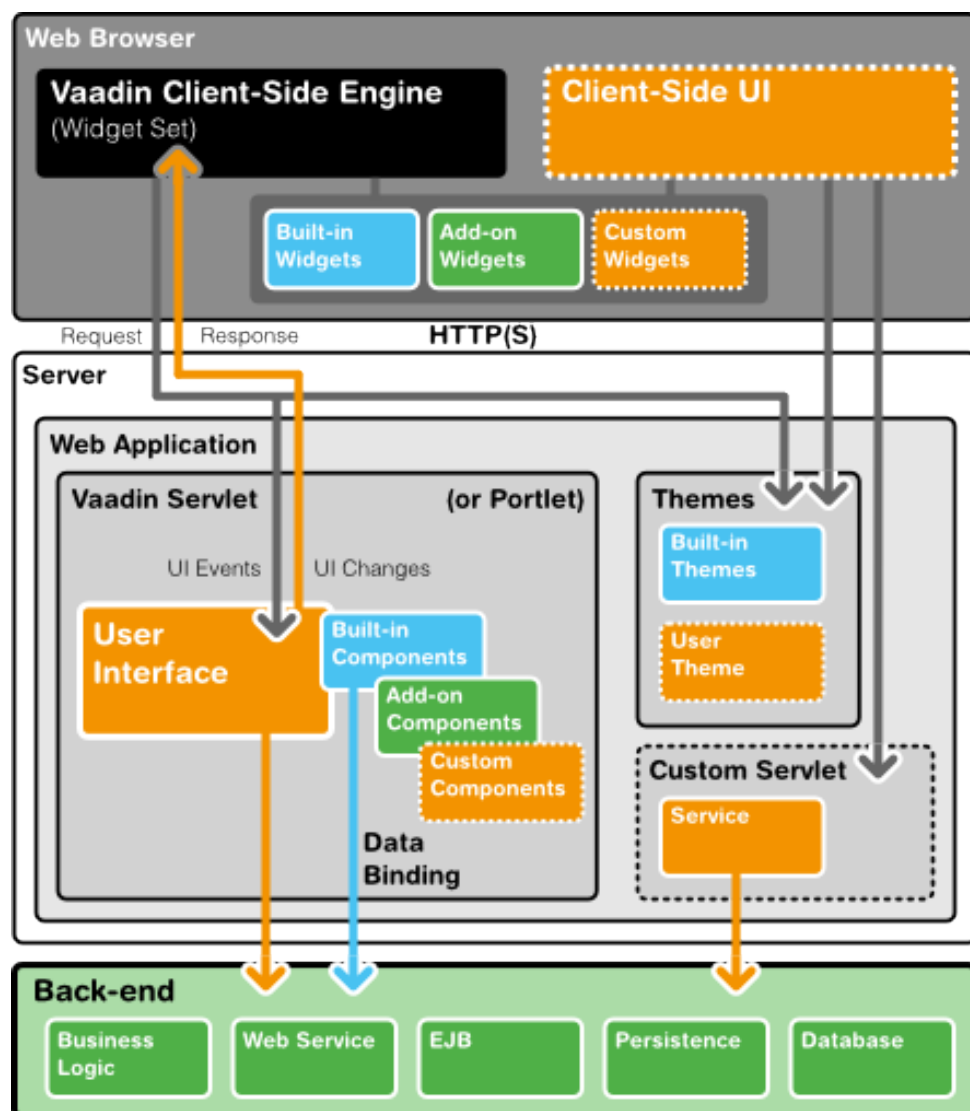 Web Browser
Vaadin Client-Side Engine
(Widget Set)
Client-Side UI
Built-in
Widgets
Add-on
Widgets
Custom
Widgets
Request
Response
HTTP(S)
Server
Web Application
Vaadin Servlet
(or Portlet)
UI Events
UI Changes
User
Interface
Built-in
Components
Add-on
Components
Custom
Components
Data
Binding
Themes
Built-in
Themes
User
Theme
Custom Servlet
Service
Back-end
Business
Logic
Web Service
EJB
Persistence
Database